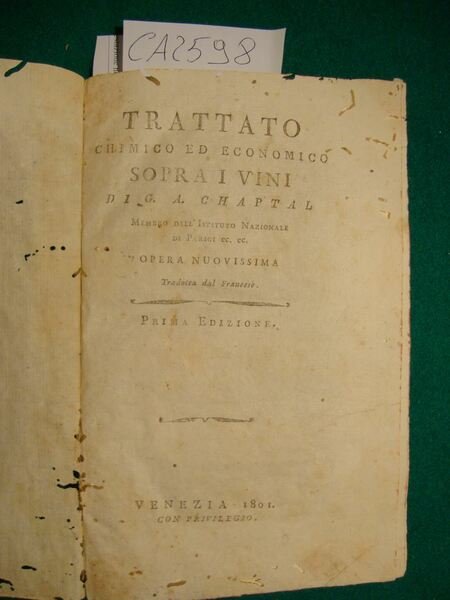 CA2598
TRATTATO
CHIMICO ED ECONOMICO
SOPRA I VINI
DI G. A. CHAPTAL
MEMBRO DELL'ISTITUTO NAZIONALE
DI PARIGI EC. EC.
OPERA NUOVISSIMA
Tradotta dal Francese.
PRIMA EDIZIONE.
VENEZIA 1801.
CON PRIVILEGIO.